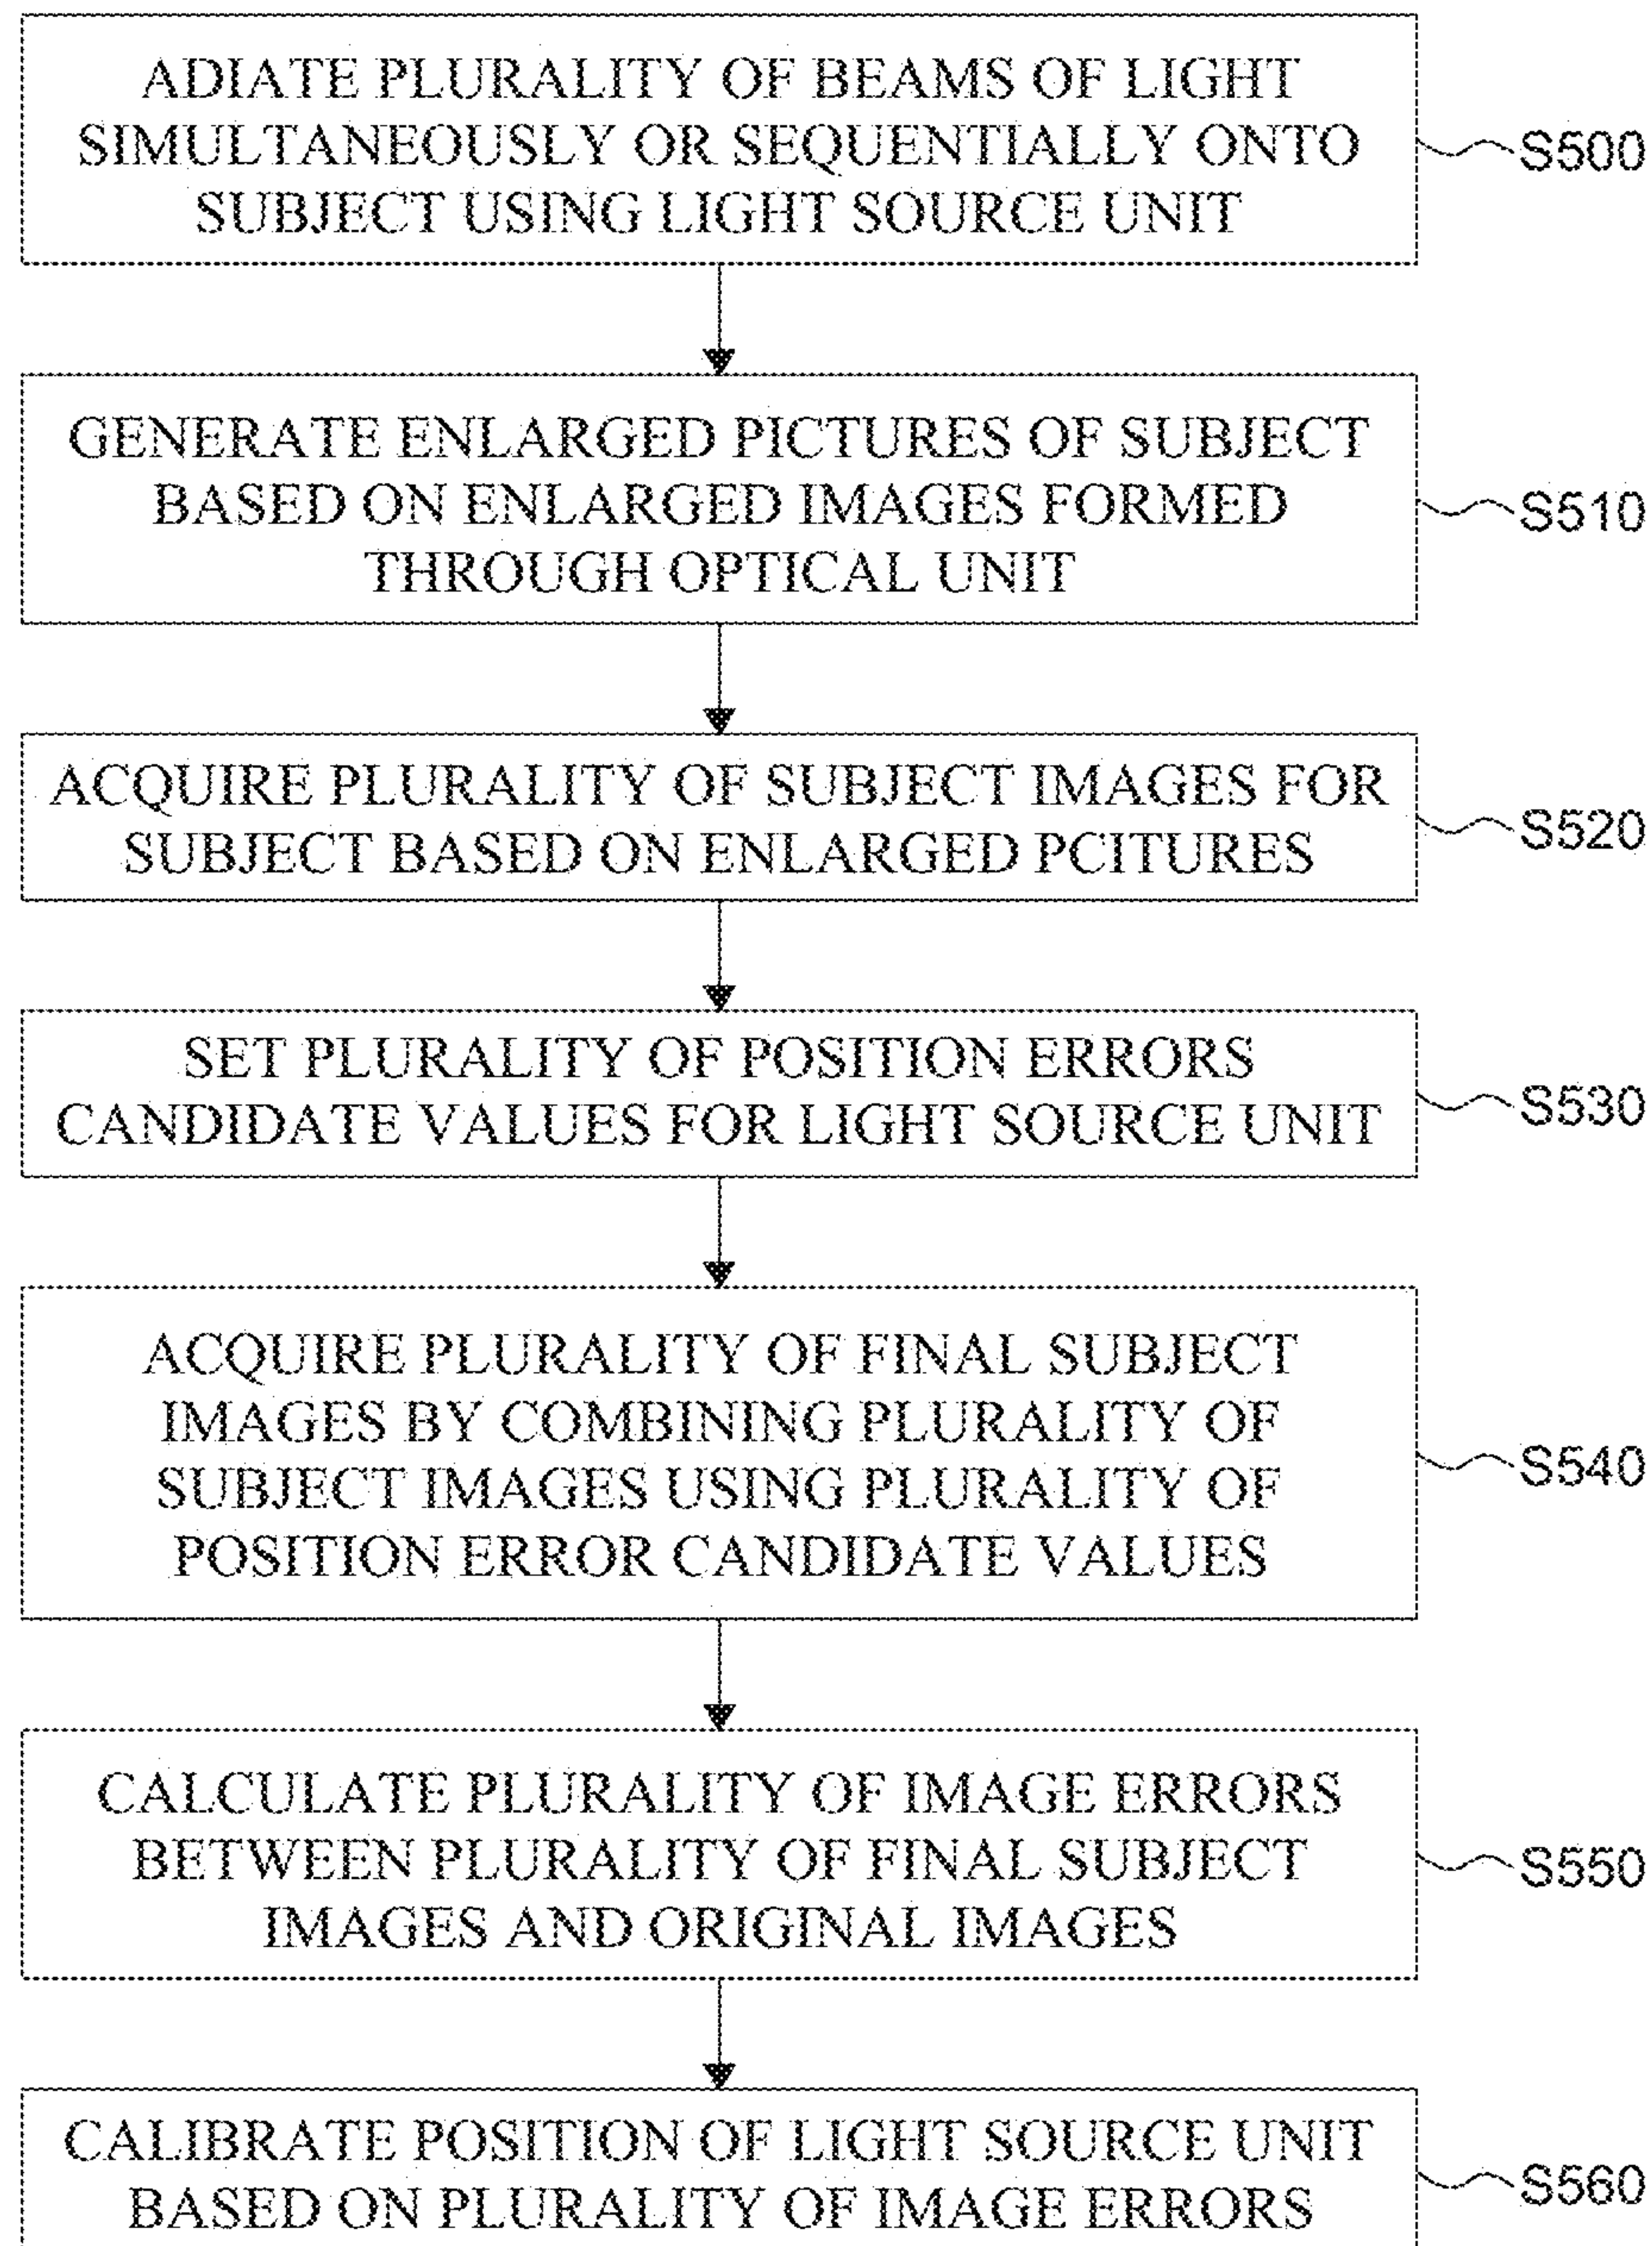 ADIATE PLURALITY OF BEAMS OF LIGHT
SIMULTANEOUSLY OR SEQUENTIALLY ONTO
SUBJECT USING LIGHT SOURCE UNIT
S500
GENERATE ENLARGED PICTURES OF SUBJECT
BASED ON ENLARGED IMAGES FORMED
THROUGH OPTICAL UNIT
S510
ACQUIRE PLURALITY OF SUBJECT IMAGES FOR
SUBJECT BASED ON ENLARGED PCITURES
S520
SET PLURALITY OF POSITION ERRORS
CANDIDATE VALUES FOR LIGHT SOURCE UNIT
S530
ACQUIRE PLURALITY OF FINAL SUBJECT
IMAGES BY COMBINING PLURALITY OF
SUBJECT IMAGES USING PLURALITY OF
POSITION ERROR CANDIDATE VALUES
S540
CALCULATE PLURALITY OF IMAGE ERRORS
BETWEEN PLURALITY OF FINAL SUBJECT
IMAGES AND ORIGINAL IMAGES
S550
CALIBRATE POSITION OF LIGHT SOURCE UNIT
BASED ON PLURALITY OF IMAGE ERRORS
S560